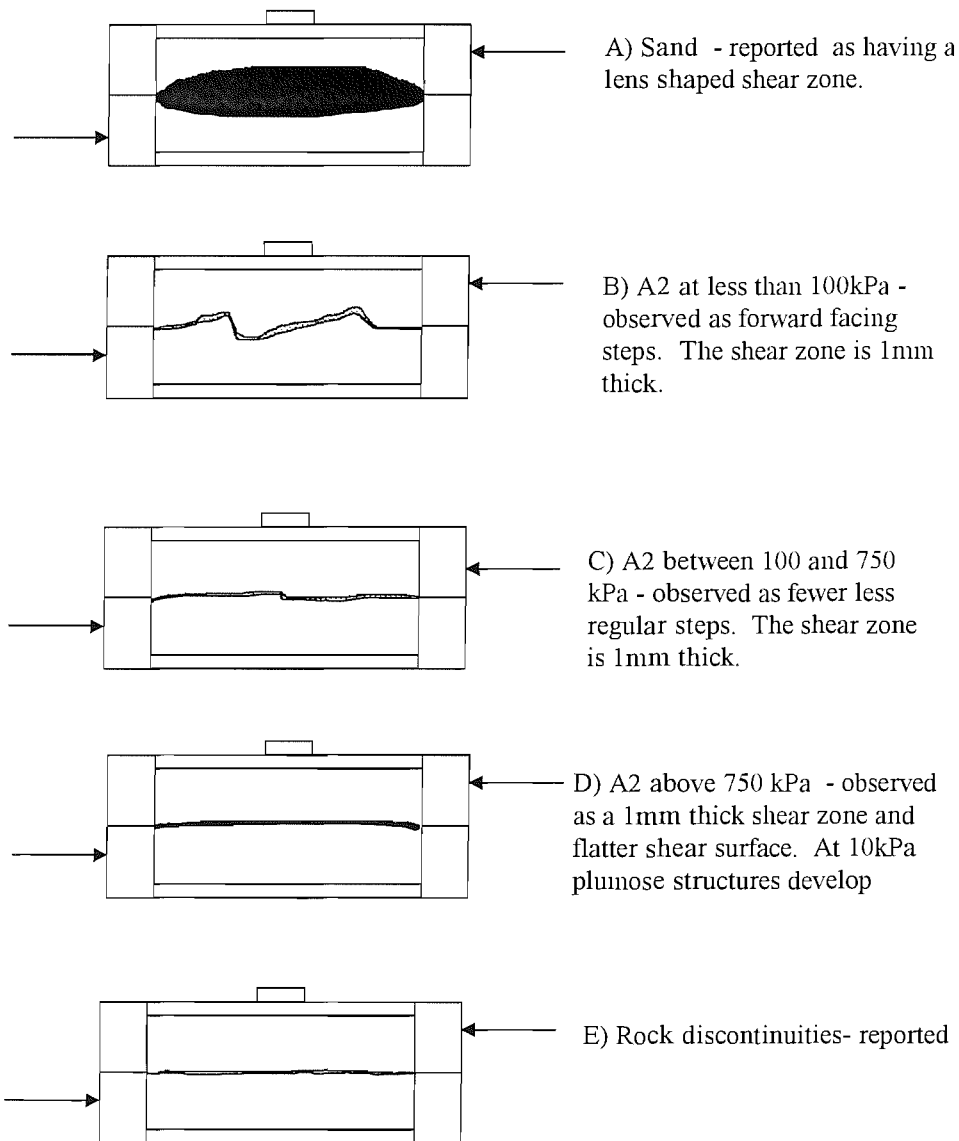 A) Sand - reported as having a
lens shaped shear zone.
B) A2 at less than 100kPa -
observed as forward facing
steps. The shear zone is 1mm
thick.
C) A2 between 100 and 750
kPa - observed as fewer less
regular steps. The shear zone
is 1mm thick.
D) A2 above 750 kPa - observed
as a 1mm thick shear zone and
flatter shear surface. At 10kPa
plumose structures develop
E) Rock discontinuities- reported